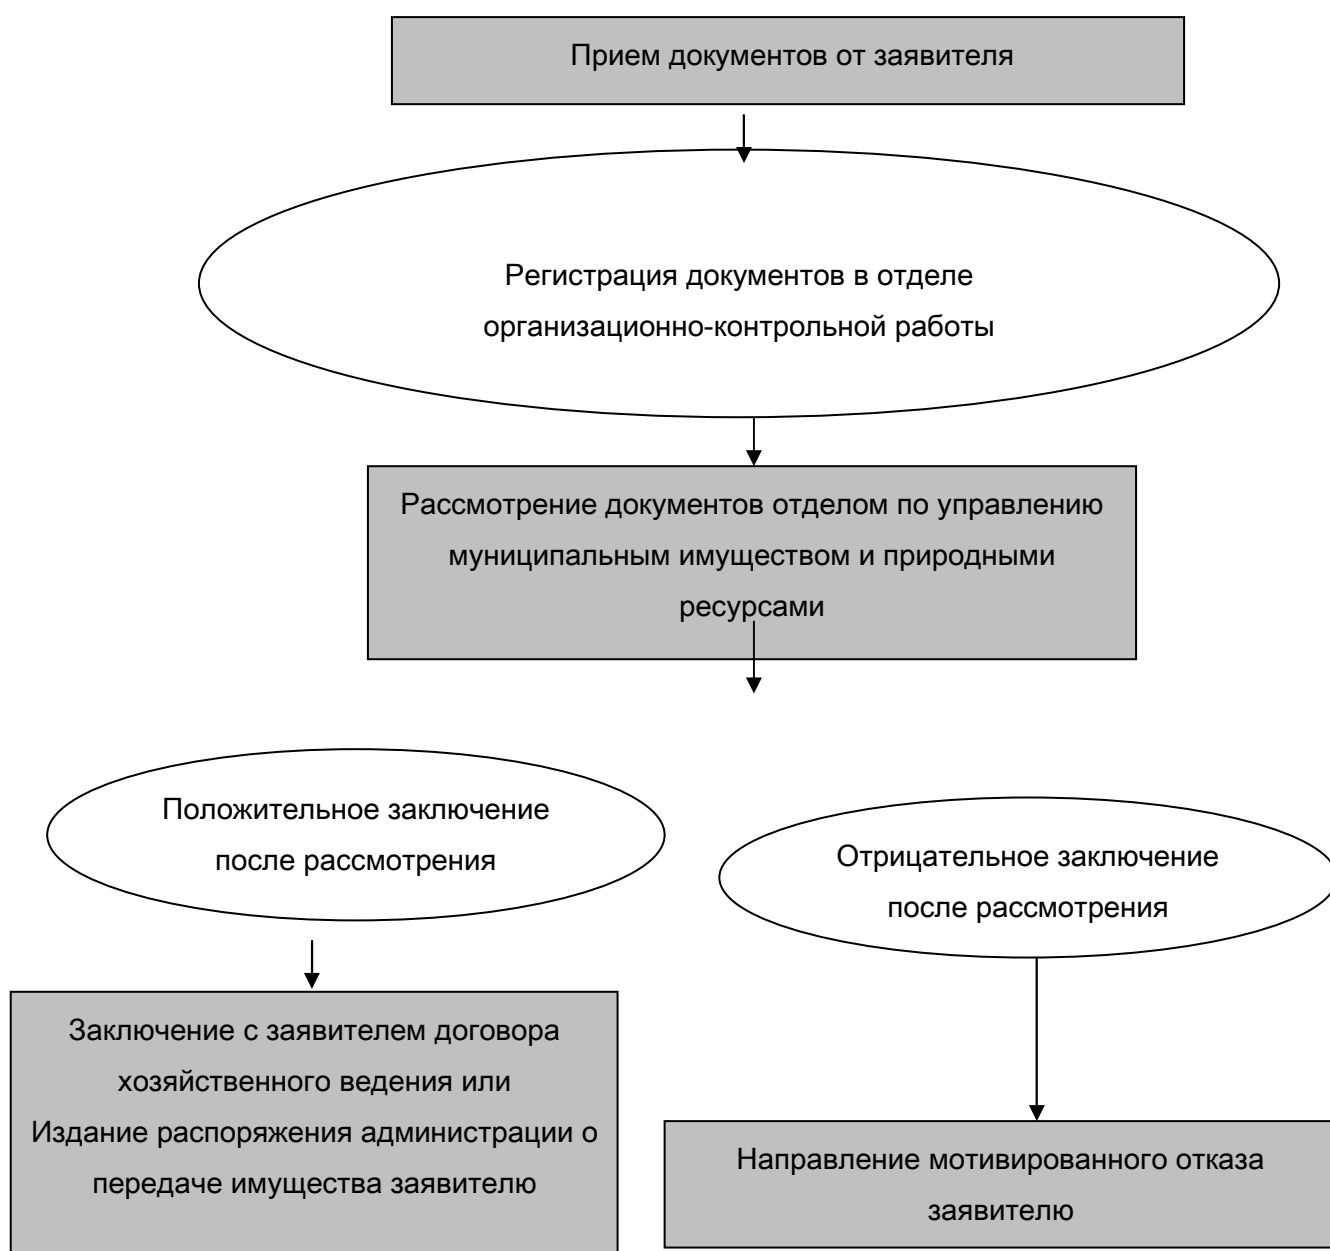 Прием документов от заявителя
Регистрация документов в отделе
организационно-контрольной работы
Рассмотрение документов отделом по управлению
муниципальным имуществом и природными
ресурсами
Положительное заключение
после рассмотрения
Отрицательное заключение
после рассмотрения
Заключение с заявителем договора
хозяйственного ведения или
Издание распоряжения администрации о
передаче имущества заявителю
Направление мотивированного отказа
заявителю